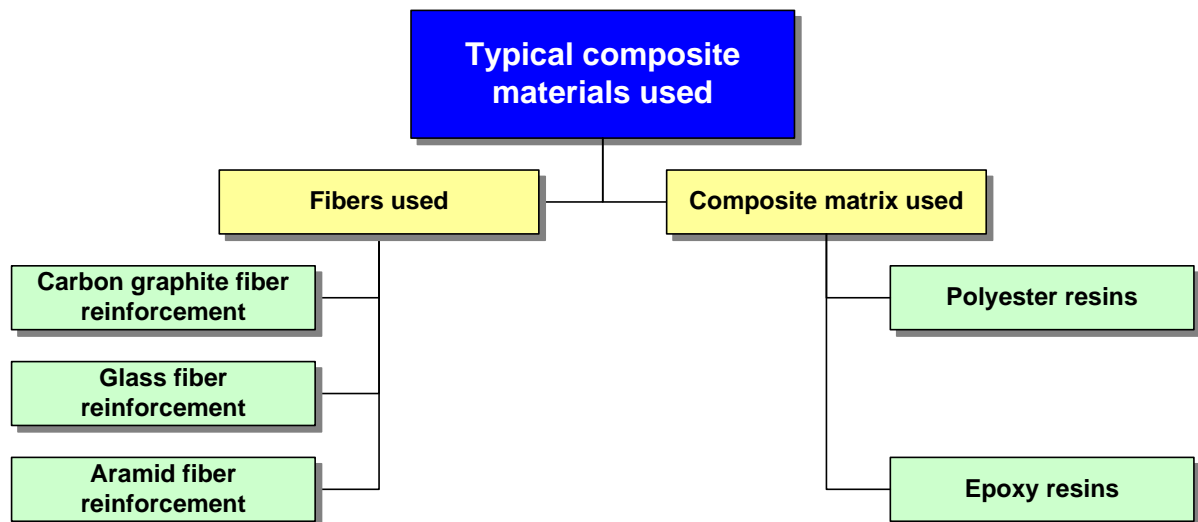 Typical composite
materials used
Fibers used
Composite matrix used
Carbon graphite fiber
reinforcement
Polyester resins
Glass fiber
reinforcement
Aramid fiber
reinforcement
Epoxy resins